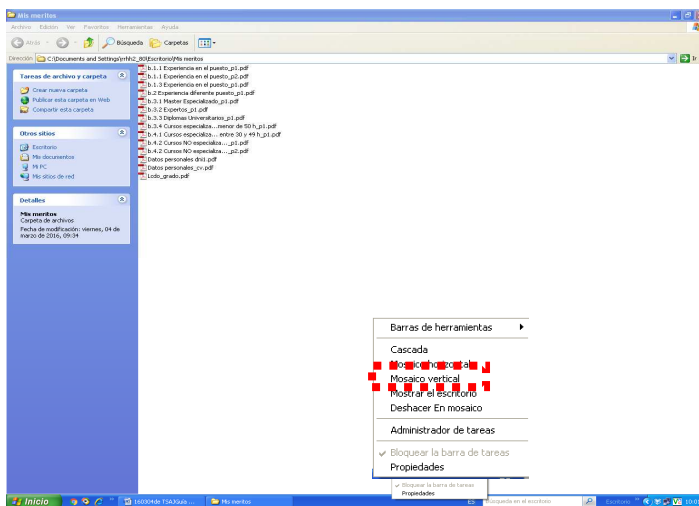 Mis meritos
Archivo Edición Ver Favoritos Herramientas Ayuda
Atrás Búsqueda Carpetas
Dirección C:\Documents and Settings\rrhh2_80\Escritorio\Mis meritos Ir
Tareas de archivo y carpeta
Crear nueva carpeta
Publicar esta carpeta en Web
Compartir esta carpeta
Otros sitios
Escritorio
Mis documentos
Mi PC
Mis sitios de red
Detalles
Mis meritos
Carpeta de archivos
Fecha de modificación: viernes, 04 de
marzo de 2016, 09:34
b.1.1 Experiencia en el puesto_p1.pdf
b.1.1 Experiencia en el puesto_p2.pdf
b.1.3 Experiencia en el puesto_p1.pdf
b.2 Experiencia diferente puesto_p1.pdf
b.3.1 Master Especializado_p1.pdf
b.3.2 Expertos_p1.pdf
b.3.3 Diplomas Universitarios_p1.pdf
b.3.4 Cursos especializa...menor de 50 h_p1.pdf
b.4.1 Cursos especializa... entre 30 y 49 h_p1.pdf
b.4.2 Cursos NO especializa..._p1.pdf
b.4.2 Cursos NO especializa..._p2.pdf
Datos personales dni1.pdf
Datos personales_cv.pdf
Lcdo_grado.pdf
Barras de herramientas
Cascada
Mosaico horizontal
Mosaico vertical
Mostrar el escritorio
Deshacer En mosaico
Administrador de tareas
Bloquear la barra de tareas
Propiedades
Bloquear la barra de tareas
Propiedades
Inicio 160304de TSAJGuia ... Mis meritos ES Búsqueda en el escritorio Escritorio